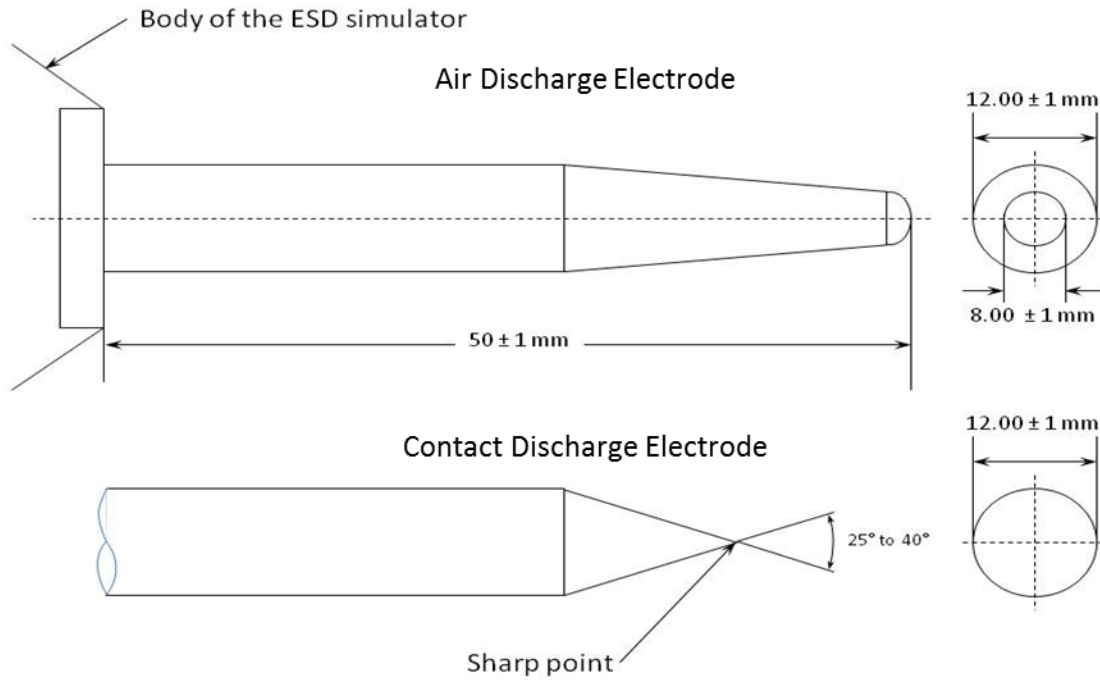 Body of the ESD simulator
Air Discharge Electrode
12.00 ± 1 mm
8.00 ± 1 mm
50 ± 1 mm
12.00 ± 1 mm
Contact Discharge Electrode
25° to 40°
Sharp point